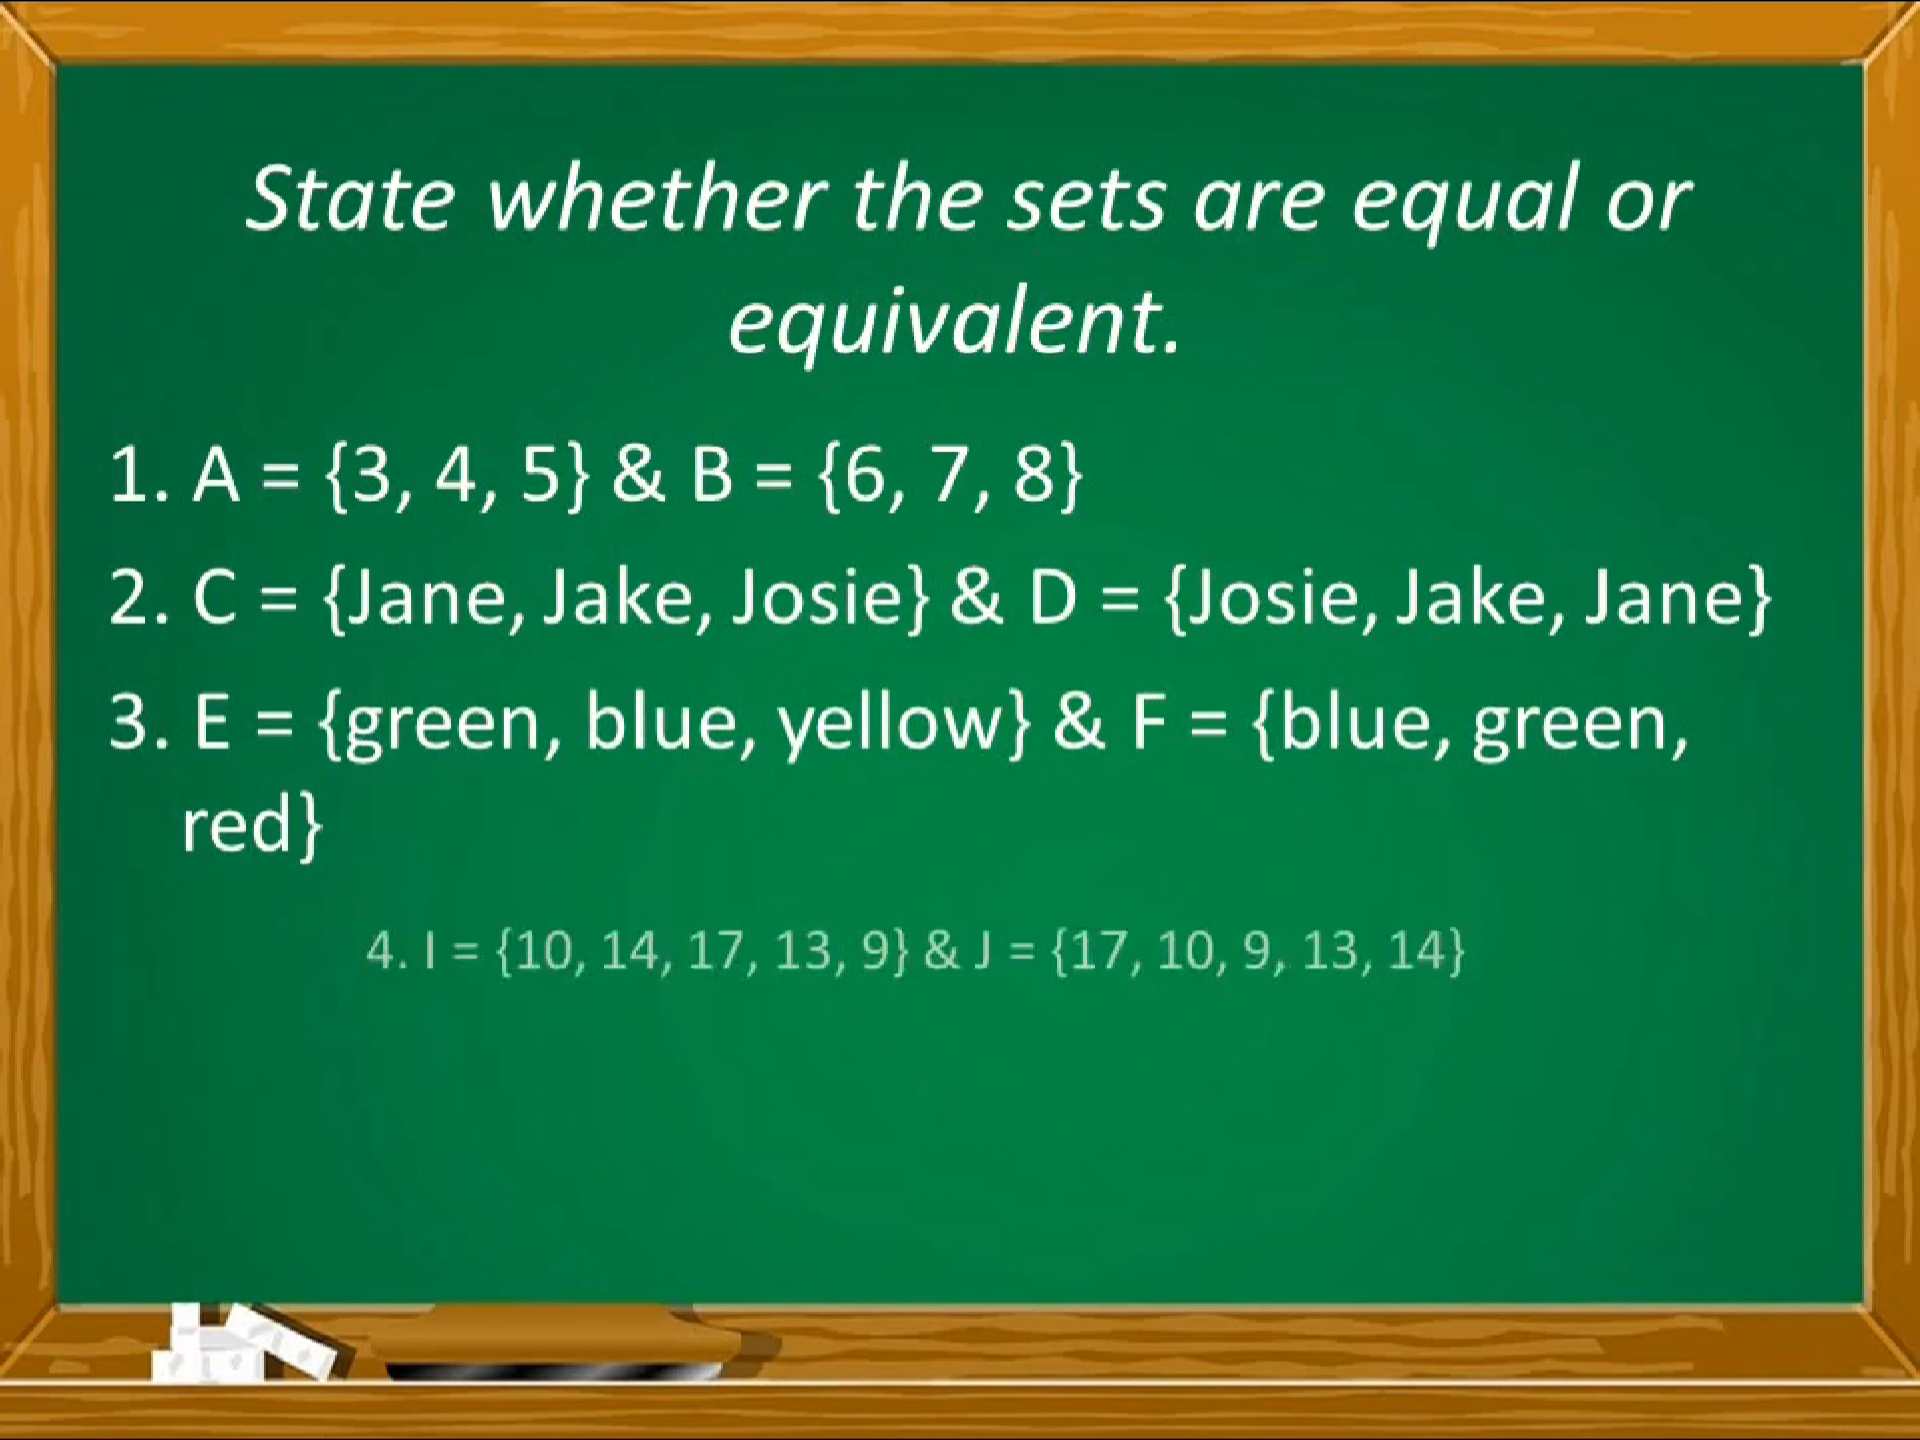 State whether the sets are equal or
equivalent.
1. A = {3, 4, 5} & B = {6, 7, 8}
2. C = {Jane, Jake, Josie} & D = {Josie, Jake, Jane}
3. E = {green, blue, yellow} & F = {blue, green,
red}
4. I = {10, 14, 17, 13, 9} & J = {17, 10, 9, 13, 14}